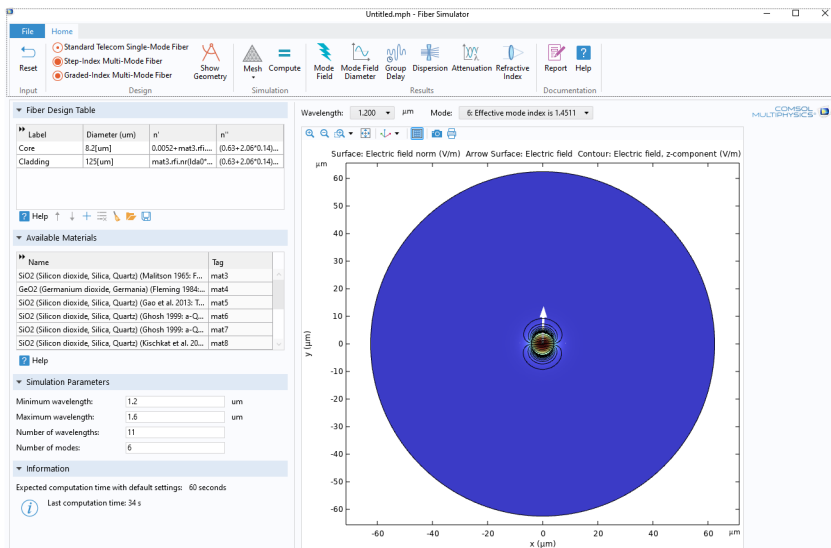 Untitled.mph - Fiber Simulator
File Home
Reset
Input
Standard Telecom Single-Mode Fiber
Step-Index Multi-Mode Fiber
Graded-Index Multi-Mode Fiber
Show Geometry
Design
Mesh
Compute
Simulation
Mode Field
Mode Field Diameter
Group Delay
Dispersion
Attenuation
Refractive Index
Results
Report
Help
Documentation
Fiber Design Table
Label Diameter (um) n' n''
Core 8.2[um] 0.0052+mat3.rfi.... (0.63+2.06*0.14)...
Cladding 125[um] mat3.rfi.nr(lda0*... (0.63+2.06*0.14)...
? Help
Available Materials
Name Tag
SiO2 (Silicon dioxide, Silica, Quartz) (Malitson 1965: F... mat3
GeO2 (Germanium dioxide, Germania) (Fleming 1984:... mat4
SiO2 (Silicon dioxide, Silica, Quartz) (Gao et al. 2013: T... mat5
SiO2 (Silicon dioxide, Silica, Quartz) (Ghosh 1999: a-Q... mat6
SiO2 (Silicon dioxide, Silica, Quartz) (Ghosh 1999: a-Q... mat7
SiO2 (Silicon dioxide, Silica, Quartz) (Kischkat et al. 20... mat8
? Help
Simulation Parameters
Minimum wavelength: 1.2 um
Maximum wavelength: 1.6 um
Number of wavelengths: 11
Number of modes: 6
Information
Expected computation time with default settings: 60 seconds
Last computation time: 34 s
Wavelength: 1.200 μm Mode: 6: Effective mode index is 1.4511
COMSOL
MULTIPHYSICS®
Surface: Electric field norm (V/m) Arrow Surface: Electric field Contour: Electric field, z-component (V/m)
μm
60
50
40
30
20
10
0
-10
-20
-30
-40
-50
-60
y (μm)
-60 -40 -20 0 20 40 60 μm
x (μm)